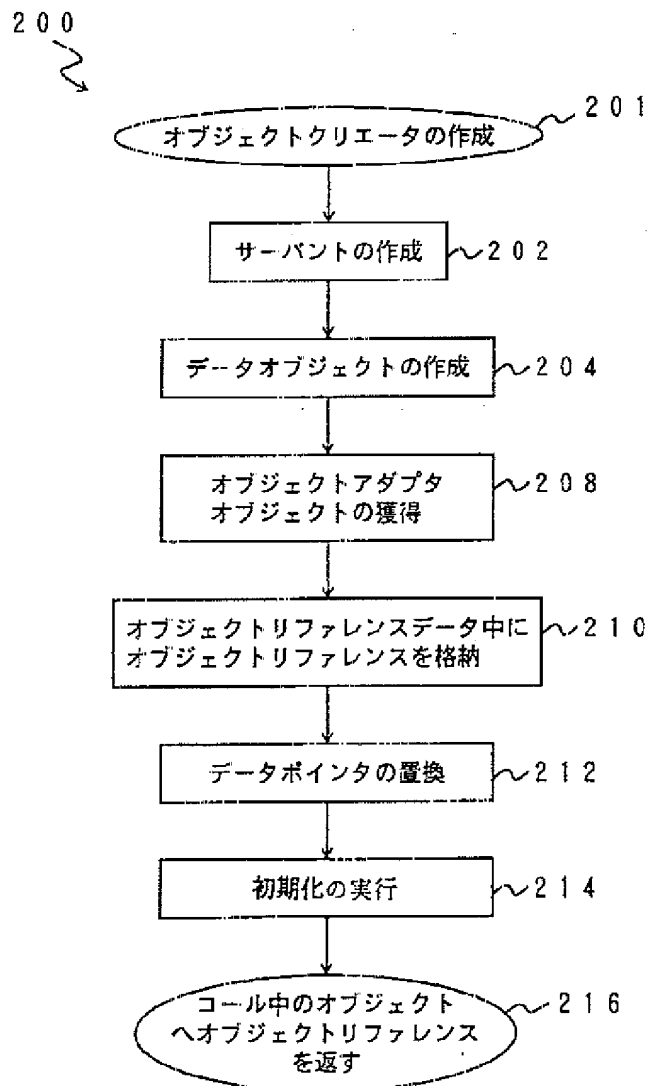 200
オブジェクトクリエータの作成
201
サーバントの作成
202
データオブジェクトの作成
204
オブジェクトアダプタ
オブジェクトの獲得
208
オブジェクトリファレンスデータ中に
オブジェクトリファレンスを格納
210
データポインタの置換
212
初期化の実行
214
コール中のオブジェクト
へオブジェクトリファレンス
を返す
216